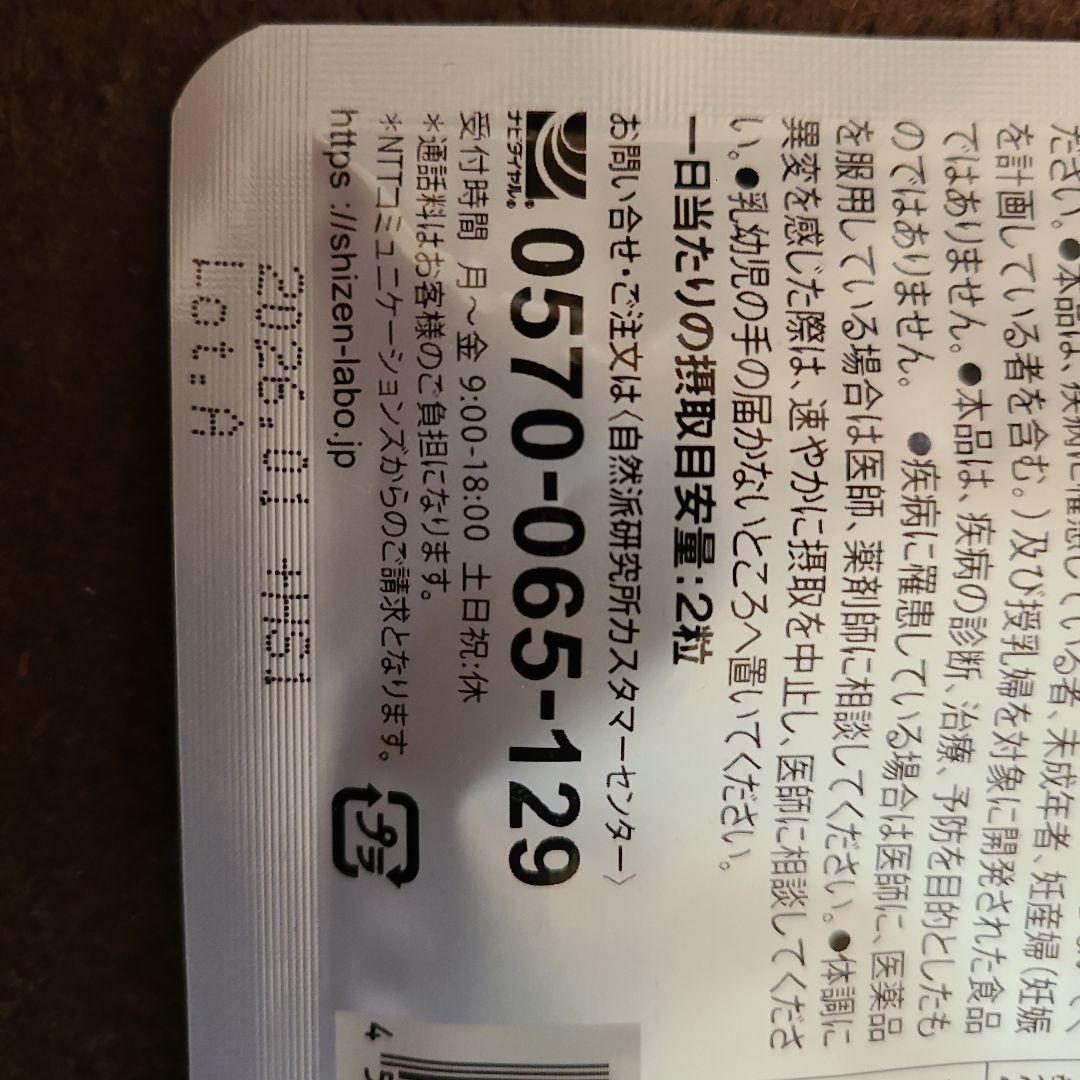 ださい。●本品は、疾病に罹患している者、未成年者、妊産婦(妊娠
を計画している者を含む。)及び授乳婦を対象に開発された食品
ではありません。●本品は、疾病の診断、治療、予防を目的としたも
のではありません。 ●疾病に罹患している場合は医師に、医薬品
を服用している場合は医師、薬剤師に相談してください。●体調に
異変を感じた際は、速やかに摂取を中止し、医師に相談してくださ
い。●乳幼児の手の届かないところへ置いてください。
一日当たりの摂取目安量:2粒
お問い合せ・ご注文は〈自然派研究所カスタマーセンター〉
ナビダイヤル® 0570-065-129
受付時間 月~金 9:00-18:00 土日祝:休
※通話料はお客様のご負担になります。
※NTTコミュニケーションズからのご請求となります。
https://shizen-labo.jp
プラ
Lot.A
4